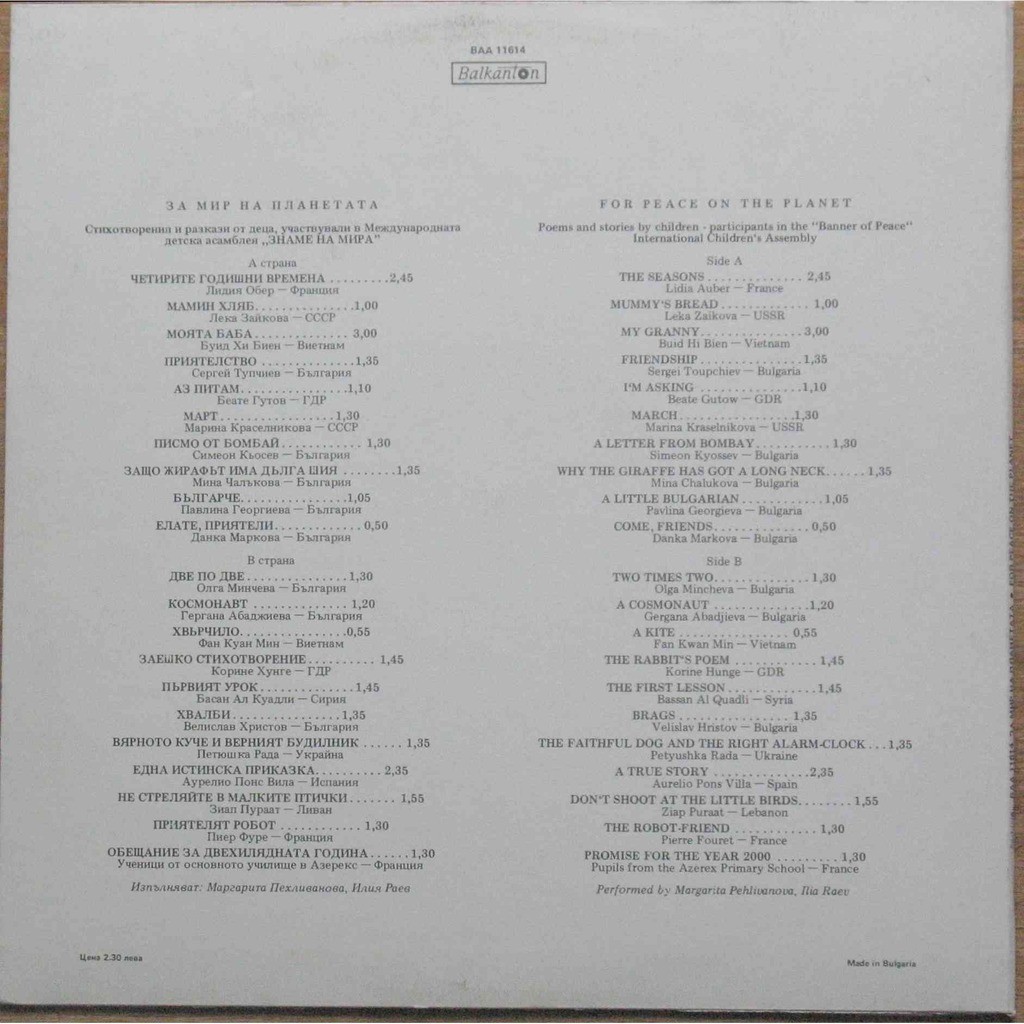 ВАА 11614
Balkanton
ЗА МИР НА ПЛАНЕТАТА
Стихотворения и разкази от деца, участвували в Международната
детска асамблея „ЗНАМЕ НА МИРА"
А страна
ЧЕТИРИТЕ ГОДИШНИ ВРЕМЕНА .........2,45
Лидия Обер — Франция
МАМИН ХЛЯБ..............1,00
Лека Зайкова — СССР
МОЯТА БАБА............. 3,00
Буид Хи Биен — Виетнам
ПРИЯТЕЛСТВО .............1,35
Сергей Тупчиев — България
АЗ ПИТАМ...............1,10
Беате Гутов — ГДР
МАРТ................1,30
Марина Краселникова — СССР
ПИСМО ОТ БОМБАЙ............ 1,30
Симеон Кьосев — България
ЗАЩО ЖИРАФЪТ ИМА ДЪЛГА ШИЯ ........1,35
Мина Чалъкова — България
БЪЛГАРЧЕ...............1,05
Павлина Георгиева — България
ЕЛАТЕ, ПРИЯТЕЛИ............. 0,50
Данка Маркова — България
В страна
ДВЕ ПО ДВЕ...............1,30
Олга Минчева — България
КОСМОНАВТ .............. 1,20
Гергана Абаджиева — България
ХВЪРЧИЛО...............0,55
Фан Куан Мин — Виетнам
ЗАЕШКО СТИХОТВОРЕНИЕ.......... 1,45
Корине Хунге — ГДР
ПЪРВИЯТ УРОК..............1,45
Басан Ал Куадли — Сирия
ХВАЛБИ................1,35
Велислав Христов — България
ВЯРНОТО КУЧЕ И ВЕРНИЯТ БУДИЛНИК ...... 1,35
Петюшка Рада — Украйна
ЕДНА ИСТИНСКА ПРИКАЗКА.......... 2,35
Аурелио Понс Вила — Испания
НЕ СТРЕЛЯЙТЕ В МАЛКИТЕ ПТИЧКИ....... 1,55
Зиап Пураат — Ливан
ПРИЯТЕЛЯТ РОБОТ ............ 1,30
Пиер Фуре — Франция
ОБЕЩАНИЕ ЗА ДВЕХИЛЯДНАТА ГОДИНА......1,30
Ученици от основното училище в Азерекс — Франция
Изпълняват: Маргарита Пехливанова, Илия Раев
Цена 2.30 лева
FOR PEACE ON THE PLANET
Poems and stories by children - participants in the "Banner of Peace"
International Children's Assembly
Side A
THE SEASONS.............. 2,45
Lidia Auber — France
MUMMY'S BREAD ............. 1,00
Leka Zaikova — USSR
MY GRANNY...............3,00
Buid Hi Bien — Vietnam
FRIENDSHIP...............1,35
Sergei Toupchiev — Bulgaria
I'M ASKING ...............1,10
Beate Gutow — GDR
MARCH.................1,30
Marina Kraselnikova — USSR
A LETTER FROM BOMBAY........... 1,30
Simeon Kyossev — Bulgaria
WHY THE GIRAFFE HAS GOT A LONG NECK...... 1,35
Mina Chalukova — Bulgaria
A LITTLE BULGARIAN............1,05
Pavlina Georgieva — Bulgaria
COME, FRIENDS..............0,50
Danka Markova — Bulgaria
Side B
TWO TIMES TWO..............1,30
Olga Mincheva — Bulgaria
A COSMONAUT ..............1,20
Gergana Abadjieva — Bulgaria
A KITE ................ 0,55
Fan Kwan Min — Vietnam
THE RABBIT'S POEM ............ 1,45
Korine Hunge — GDR
THE FIRST LESSON.............1,45
Bassan Al Quadli — Syria
BRAGS................ 1,35
Velislav Hristov — Bulgaria
THE FAITHFUL DOG AND THE RIGHT ALARM-CLOCK ...1,35
Petyushka Rada — Ukraine
A TRUE STORY ..............2,35
Aurelio Pons Villa — Spain
DON'T SHOOT AT THE LITTLE BIRDS........ 1,55
Ziap Puraat — Lebanon
THE ROBOT-FRIEND ............ 1,30
Pierre Fouret — France
PROMISE FOR THE YEAR 2000 ......... 1,30
Pupils from the Azerex Primary School — France
Performed by Margarita Pehlivanova, Ilia Raev
Made in Bulgaria